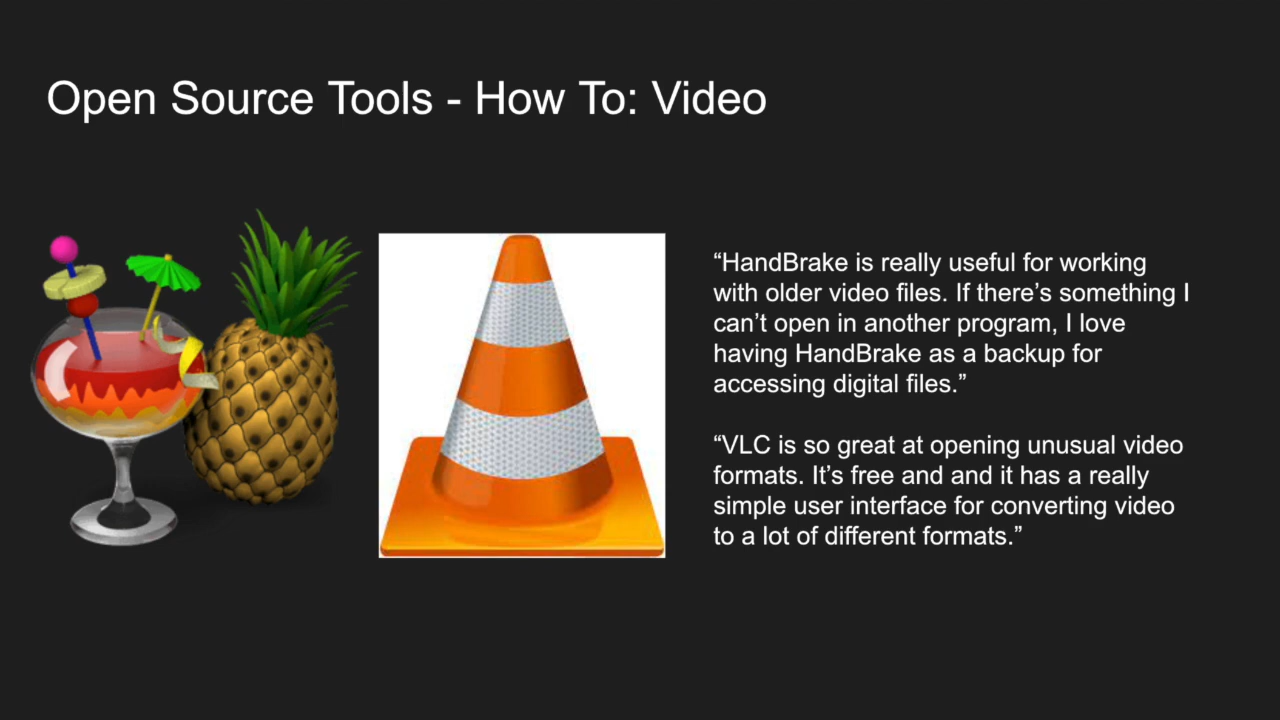 Open Source Tools - How To: Video
“HandBrake is really useful for working
with older video files. If there’s something I
can’t open in another program, I love
having HandBrake as a backup for
accessing digital files.”
“VLC is so great at opening unusual video
formats. It’s free and and it has a really
simple user interface for converting video
to a lot of different formats.”